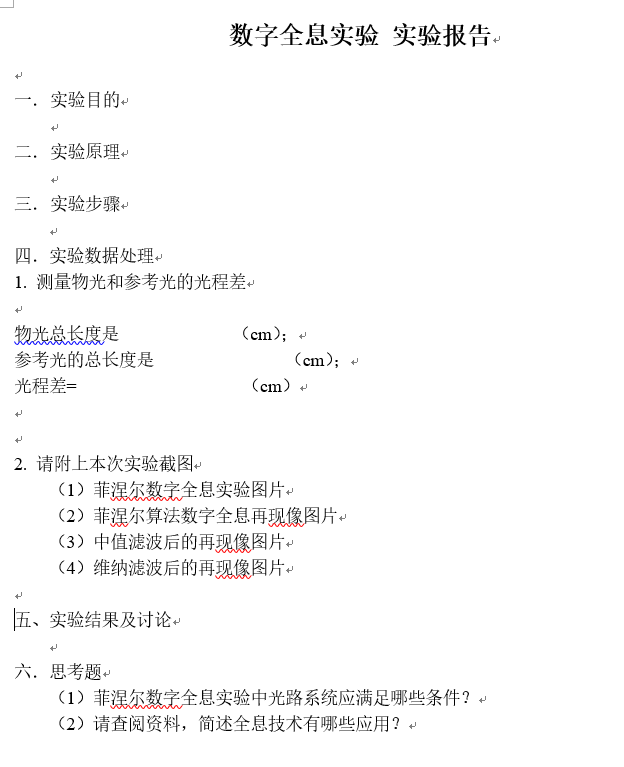 数字全息实验 实验报告
一．实验目的
二．实验原理
三．实验步骤
四．实验数据处理
1. 测量物光和参考光的光程差
物光总长度是 （cm）；
参考光的总长度是 （cm）；
光程差= （cm）
2. 请附上本次实验截图
（1）菲涅尔数字全息实验图片
（2）菲涅尔算法数字全息再现像图片
（3）中值滤波后的再现像图片
（4）维纳滤波后的再现像图片
五、实验结果及讨论
六．思考题
（1）菲涅尔数字全息实验中光路系统应满足哪些条件？
（2）请查阅资料，简述全息技术有哪些应用？